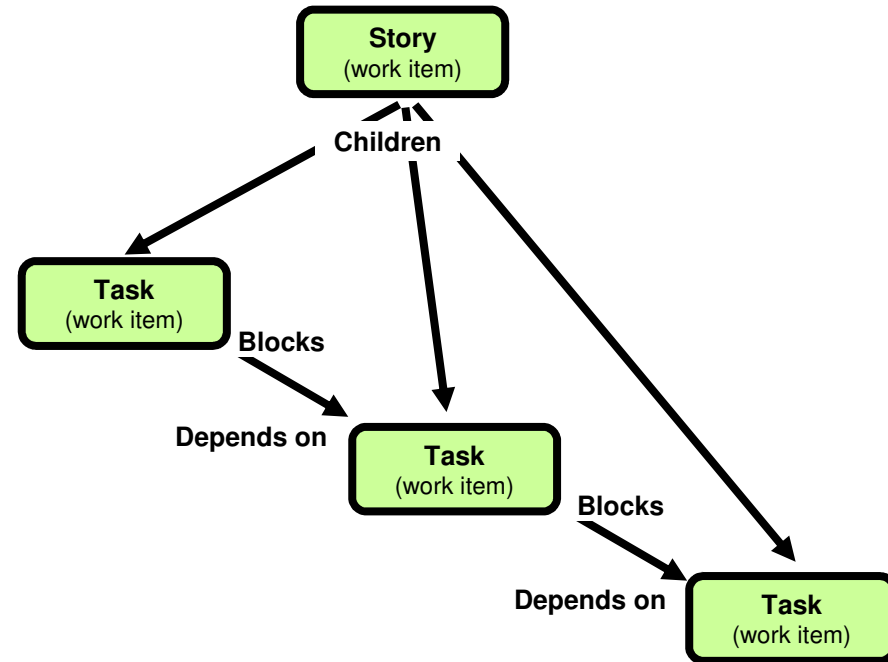 Story
(work item)
Children
Task
(work item)
Blocks
Depends on
Task
(work item)
Blocks
Depends on
Task
(work item)